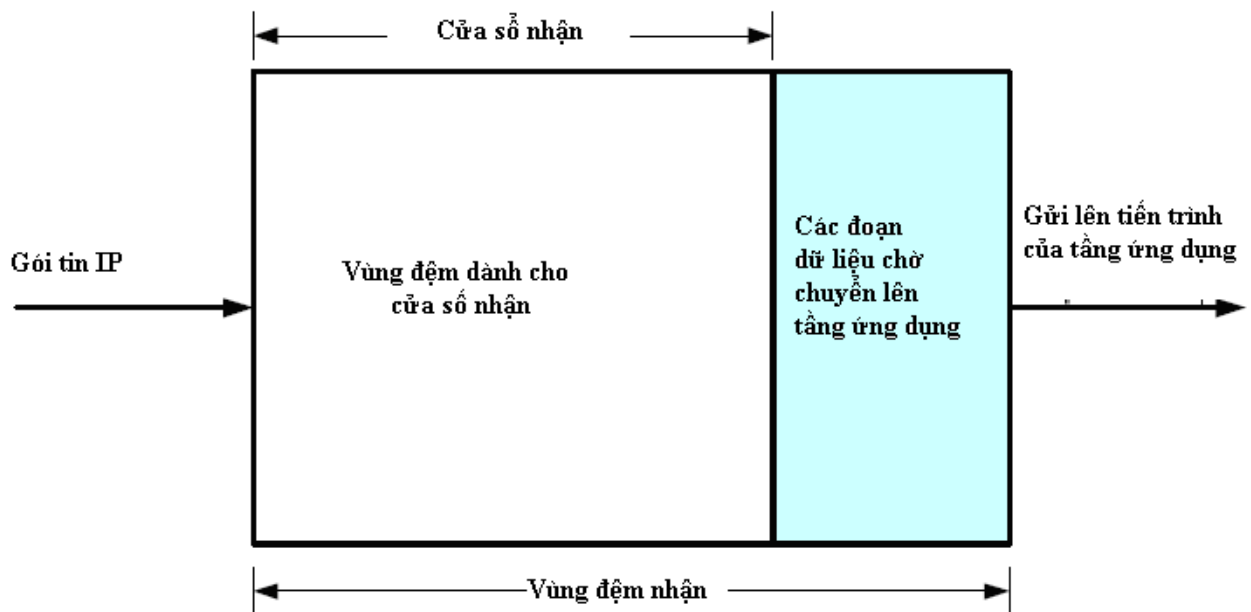 Cửa sổ nhận
Gói tin IP
Vùng đệm dành cho
cửa số nhận
Các đoạn
dữ liệu chờ
chuyển lên
tầng ứng dụng
Gửi lên tiến trình
của tầng ứng dụng
Vùng đệm nhận